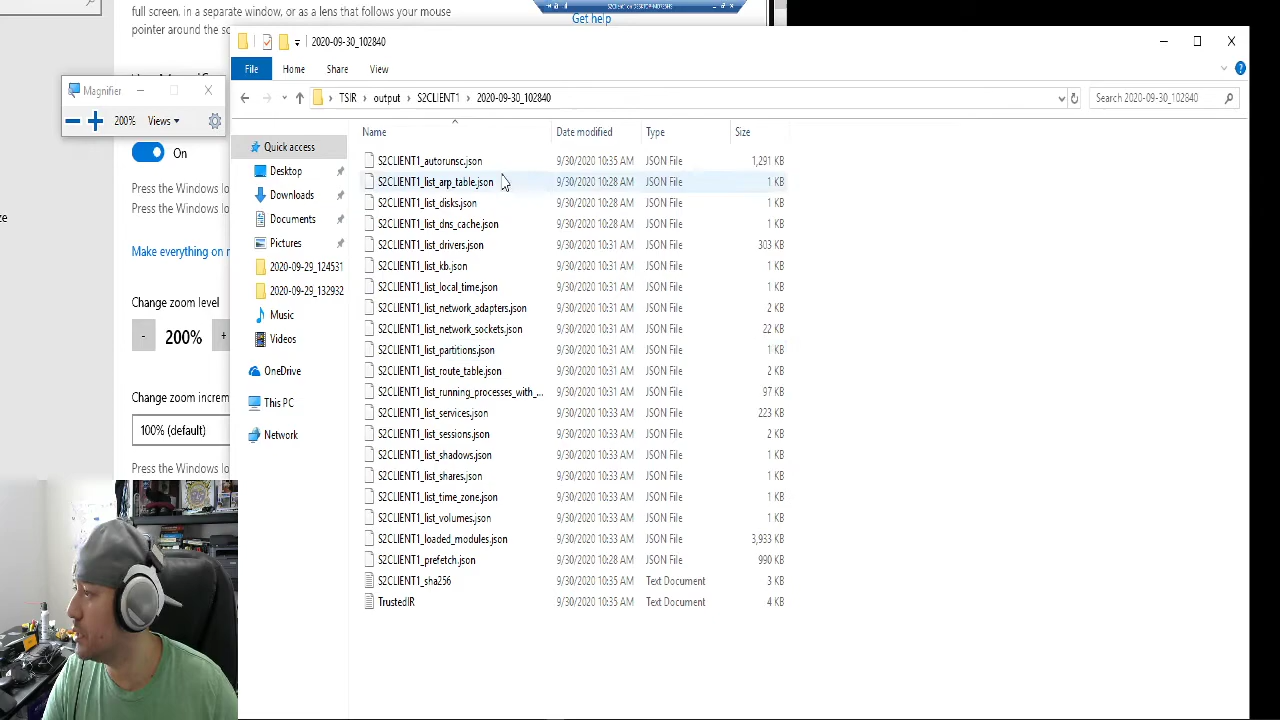 full screen, in a separate window, or as a lens that follows your mouse
pointer around the sc
Get help
2020-09-30_102840
File Home Share View
TSIR output S2CLIENT1 2020-09-30_102840
Search 2020-09-30_102840
Magnifier
200% Views
On
Press the Windows lo
Press the Windows lo
ze
Make everything on
Change zoom level
- 200% +
Change zoom increm
100% (default)
Press the Windows lo
Quick access
Desktop
Downloads
Documents
Pictures
2020-09-29_124531
2020-09-29_132932
Music
Videos
OneDrive
This PC
Network
Name Date modified Type Size
S2CLIENT1_autorunsc.json 9/30/2020 10:35 AM JSON File 1,291 KB
S2CLIENT1_list_arp_table.json 9/30/2020 10:28 AM JSON File 1 KB
S2CLIENT1_list_disks.json 9/30/2020 10:28 AM JSON File 1 KB
S2CLIENT1_list_dns_cache.json 9/30/2020 10:28 AM JSON File 1 KB
S2CLIENT1_list_drivers.json 9/30/2020 10:31 AM JSON File 303 KB
S2CLIENT1_list_kb.json 9/30/2020 10:31 AM JSON File 1 KB
S2CLIENT1_list_local_time.json 9/30/2020 10:31 AM JSON File 1 KB
S2CLIENT1_list_network_adapters.json 9/30/2020 10:31 AM JSON File 2 KB
S2CLIENT1_list_network_sockets.json 9/30/2020 10:31 AM JSON File 22 KB
S2CLIENT1_list_partitions.json 9/30/2020 10:31 AM JSON File 1 KB
S2CLIENT1_list_route_table.json 9/30/2020 10:31 AM JSON File 2 KB
S2CLIENT1_list_running_processes_with_... 9/30/2020 10:31 AM JSON File 97 KB
S2CLIENT1_list_services.json 9/30/2020 10:33 AM JSON File 223 KB
S2CLIENT1_list_sessions.json 9/30/2020 10:33 AM JSON File 2 KB
S2CLIENT1_list_shadows.json 9/30/2020 10:33 AM JSON File 1 KB
S2CLIENT1_list_shares.json 9/30/2020 10:33 AM JSON File 1 KB
S2CLIENT1_list_time_zone.json 9/30/2020 10:33 AM JSON File 1 KB
S2CLIENT1_list_volumes.json 9/30/2020 10:33 AM JSON File 1 KB
S2CLIENT1_loaded_modules.json 9/30/2020 10:33 AM JSON File 3,933 KB
S2CLIENT1_prefetch.json 9/30/2020 10:28 AM JSON File 990 KB
S2CLIENT1_sha256 9/30/2020 10:35 AM Text Document 3 KB
TrustedIR 9/30/2020 10:35 AM Text Document 4 KB